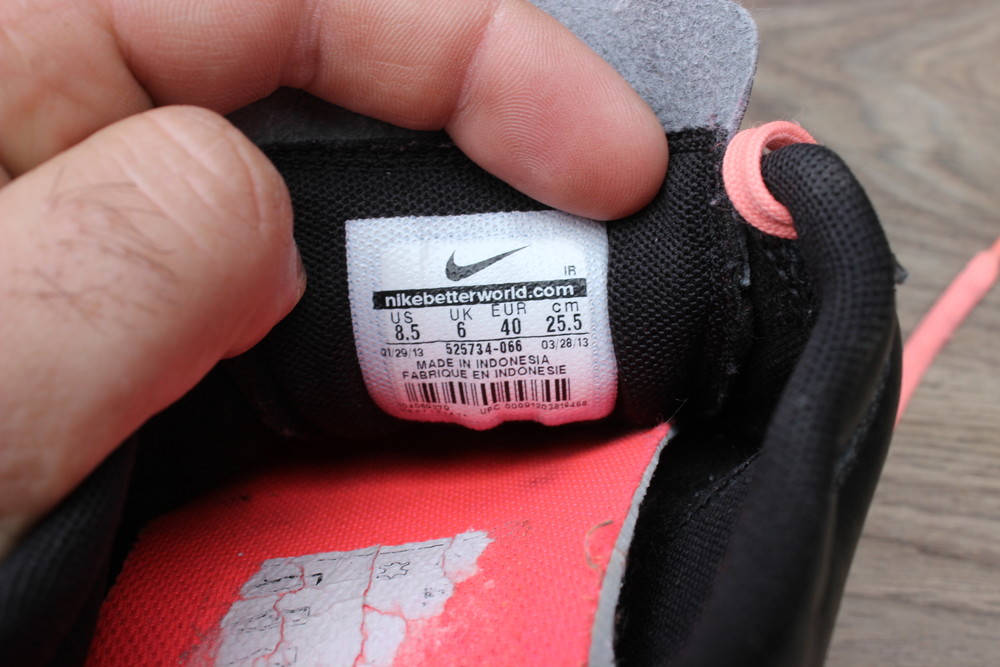 IR
nikebetterworld.com
US UK EUR cm
8.5 6 40 25.5
01/29/13 525734-066 03/28/13
MADE IN INDONESIA
FABRIQUE EN INDONESIE
UPC